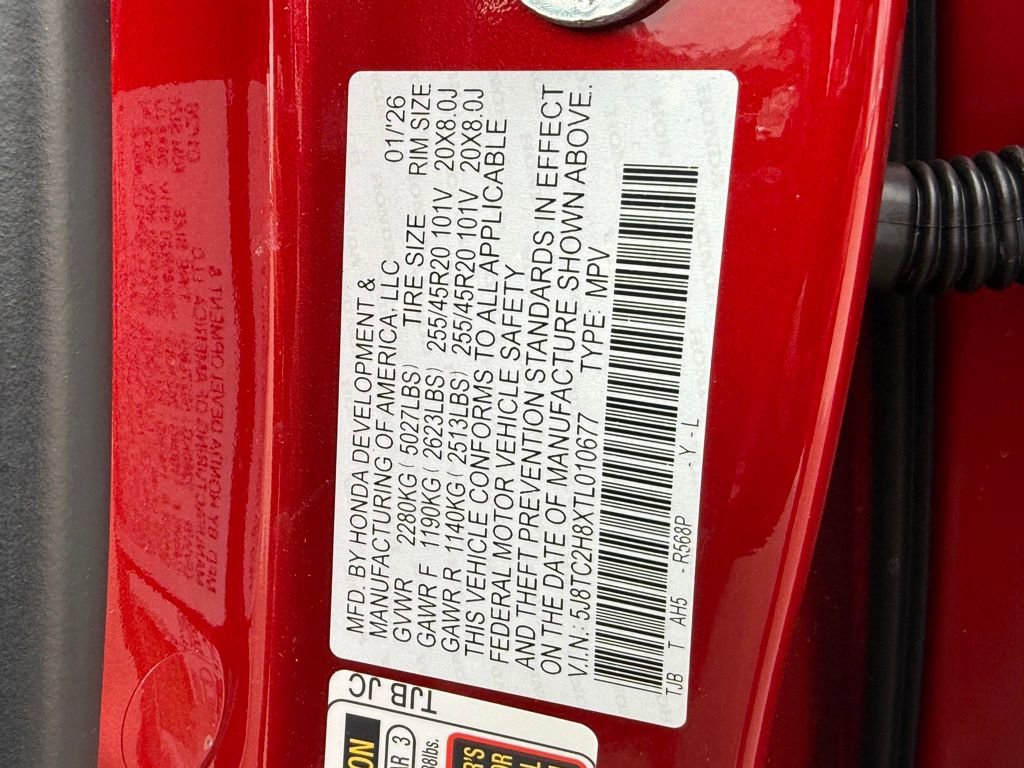 MFD. BY HONDA DEVELOPMENT &
MANUFACTURING OF AMERICA, LLC 01/'26
GVWR 2280KG ( 5027LBS) TIRE SIZE RIM SIZE
GAWR F 1190KG ( 2623LBS) 255/45R20 101V 20X8.0J
GAWR R 1140KG ( 2513LBS) 255/45R20 101V 20X8.0J
THIS VEHICLE CONFORMS TO ALL APPLICABLE
FEDERAL MOTOR VEHICLE SAFETY
AND THEFT PREVENTION STANDARDS IN EFFECT
ON THE DATE OF MANUFACTURE SHOWN ABOVE.
V.I.N.: 5J8TC2H8XTL010677 TYPE: MPV
TJB T AH5 - R568P - Y - L
TJB JC